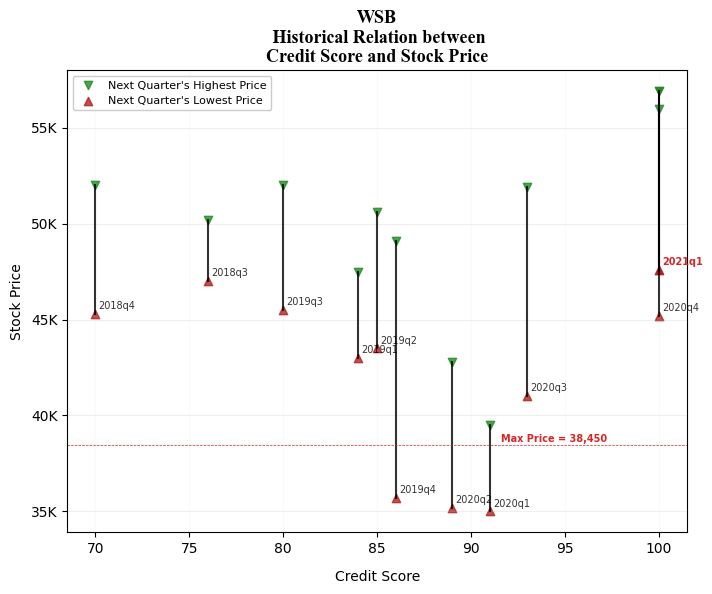 WSB
Historical Relation between
Credit Score and Stock Price
Next Quarter's Highest Price
Next Quarter's Lowest Price
55K
50K
45K
40K
35K
Stock Price
2021q1
2018q3
2019q3
2018q4
2020q4
2019q2
2019q1
2020q3
Max Price = 38,450
2019q4
2020q2
2020q1
70
75
80
85
90
95
100
Credit Score